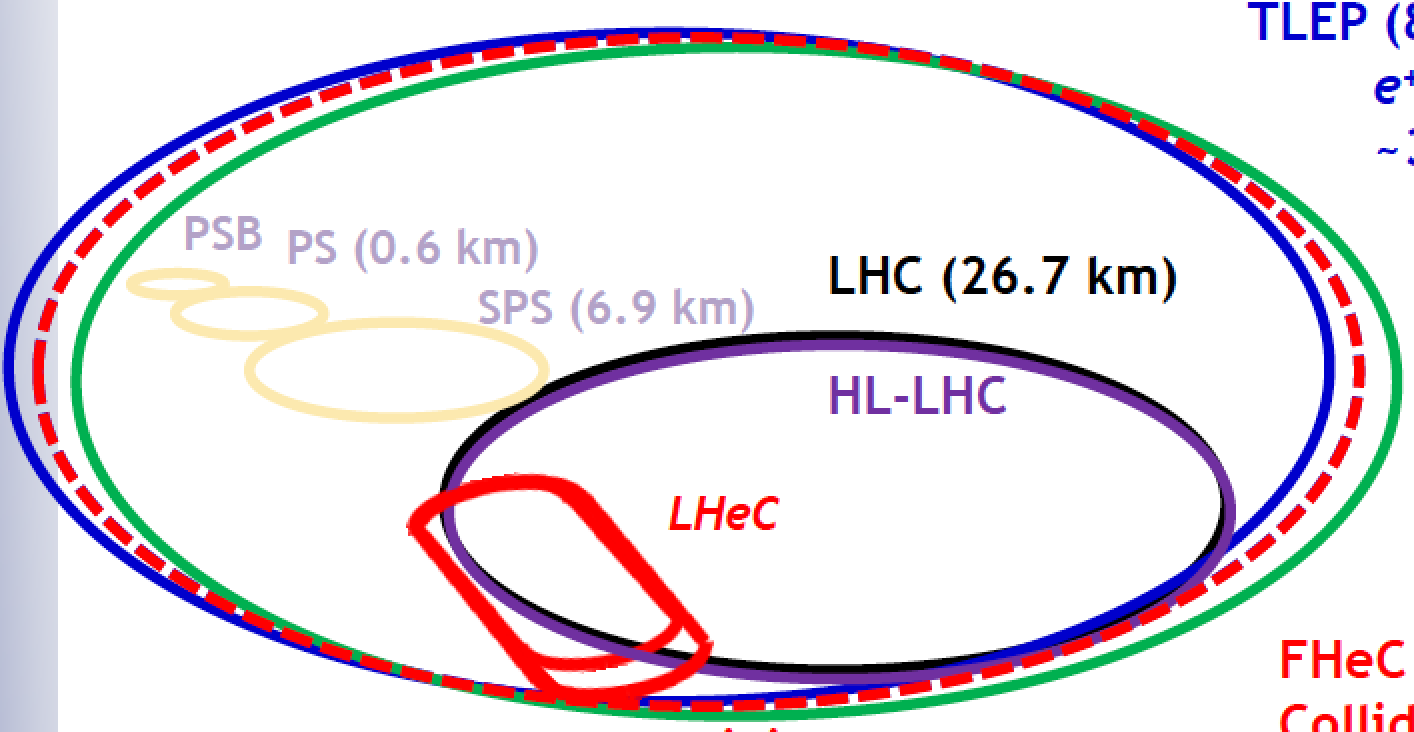 TLEP (8
e+
~3
PSB
PS (0.6 km)
SPS (6.9 km)
LHC (26.7 km)
HL-LHC
LHeC
FHeC
Collid